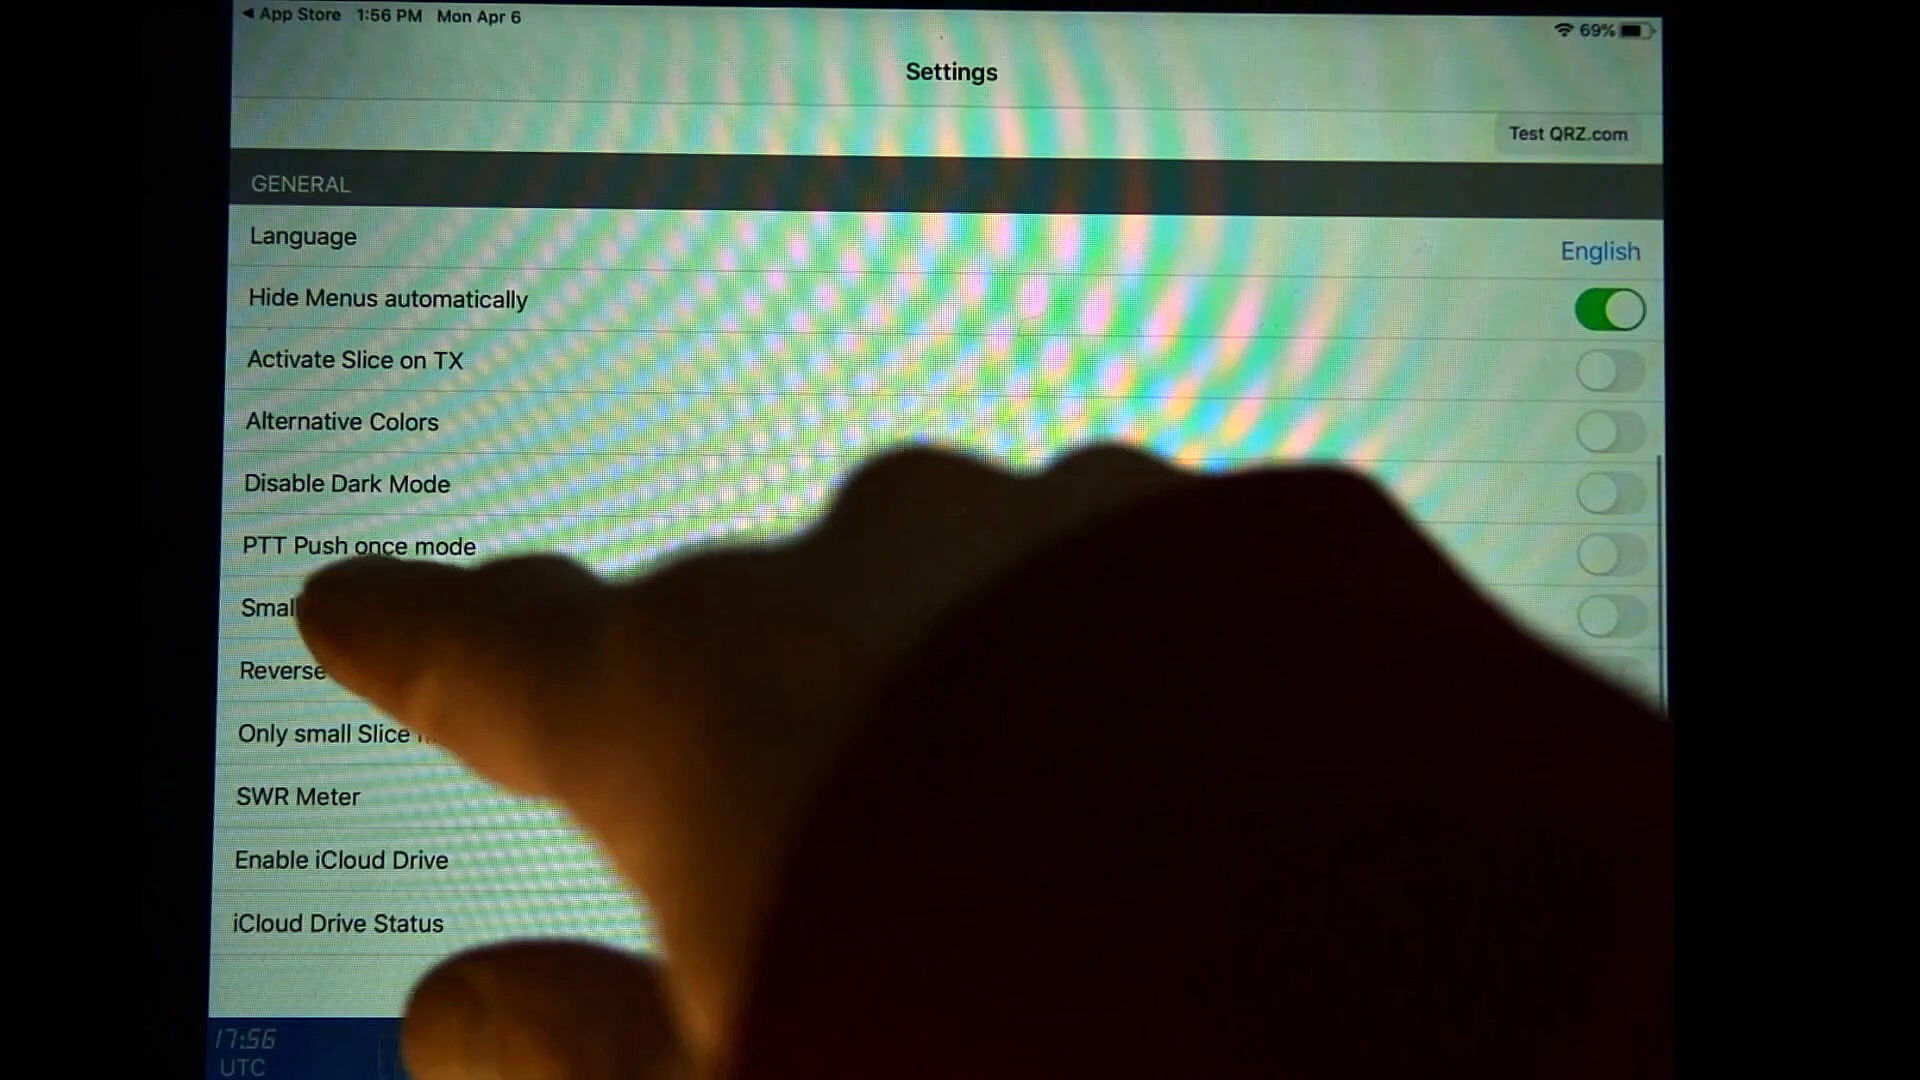 ◀ App Store 1:56 PM Mon Apr 6
69%
Settings
Test QRZ.com
GENERAL
Language
English
Hide Menus automatically
Activate Slice on TX
Alternative Colors
Disable Dark Mode
PTT Push once mode
Reverse
Only small Slice
SWR Meter
Enable iCloud Drive
iCloud Drive Status
17:56
UTC